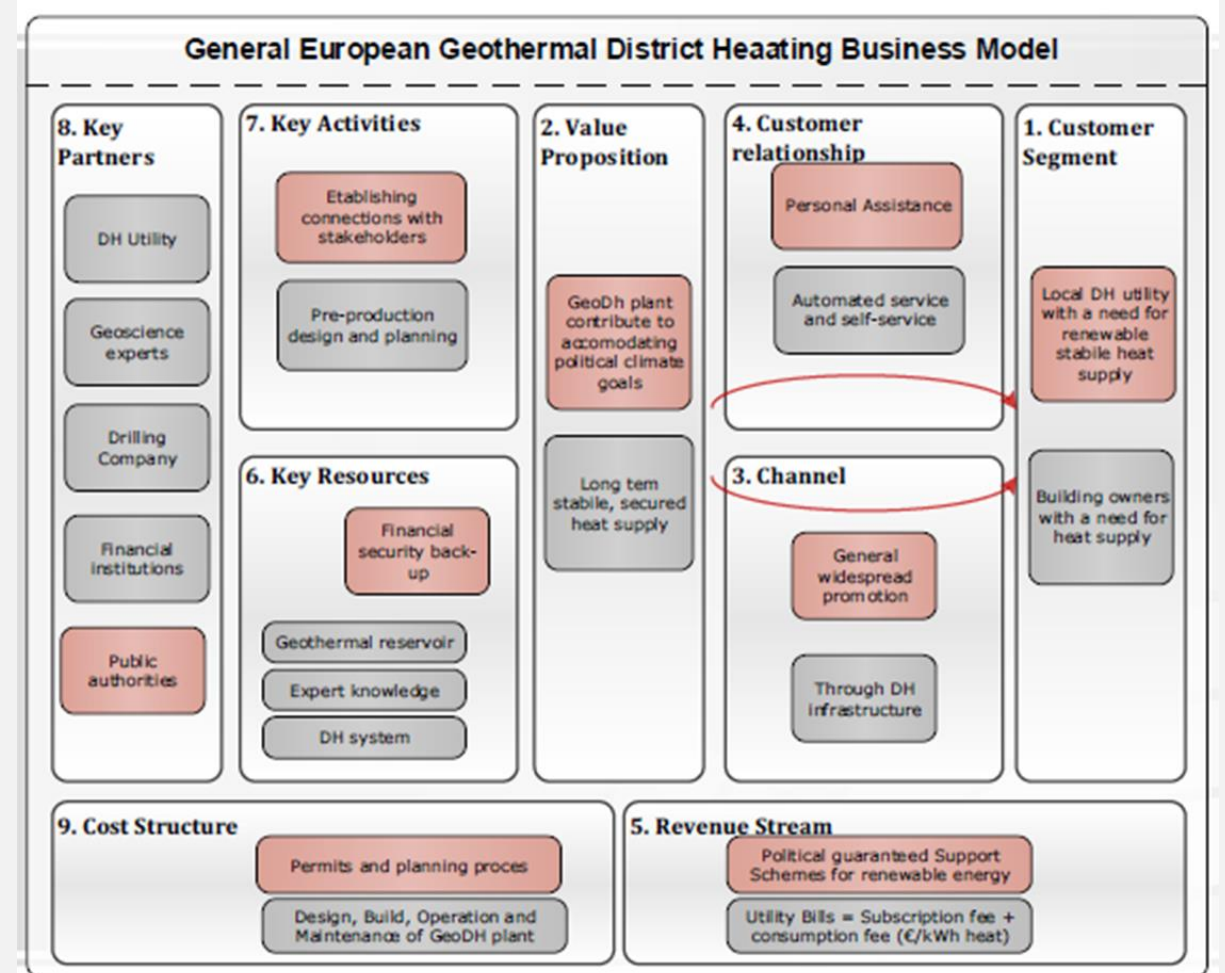 General European Geothermal District Heaating Business Model
8. Key
Partners
DH Utility
Geoscience
experts
Drilling
Company
Financial
institutions
Public
authorities
7. Key Activities
Etablishing
connections with
stakeholders
Pre-production
design and planning
6. Key Resources
Financial
security back-
up
Geothermal reservoir
Expert knowledge
DH system
2. Value
Proposition
GeoDh plant
contribute to
accomodating
political climate
goals
Long tem
stabile, secured
heat supply
4. Customer
relationship
Personal Assistance
Automated service
and self-service
3. Channel
General
widespread
promotion
Through DH
infrastructure
1. Customer
Segment
Local DH utility
with a need for
renewable
stabile heat
supply
Building owners
with a need for
heat supply
9. Cost Structure
Permits and planning proces
Design, Build, Operation and
Maintenance of GeoDH plant
5. Revenue Stream
Political guaranteed Support
Schemes for renewable energy
Utility Bills = Subscription fee +
consumption fee (€/kWh heat)